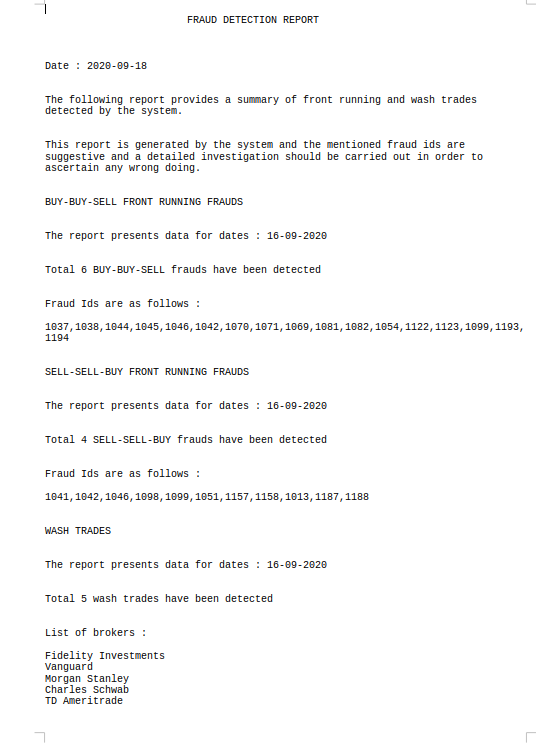 FRAUD DETECTION REPORT
Date : 2020-09-18
The following report provides a summary of front running and wash trades
detected by the system.
This report is generated by the system and the mentioned fraud ids are
suggestive and a detailed investigation should be carried out in order to
ascertain any wrong doing.
BUY-BUY-SELL FRONT RUNNING FRAUDS
The report presents data for dates : 16-09-2020
Total 6 BUY-BUY-SELL frauds have been detected
Fraud Ids are as follows :
1037,1038,1044,1045,1046,1042,1070,1071,1069,1081,1082,1054,1122,1123,1099,1193,
1194
SELL-SELL-BUY FRONT RUNNING FRAUDS
The report presents data for dates : 16-09-2020
Total 4 SELL-SELL-BUY frauds have been detected
Fraud Ids are as follows :
1041,1042,1046,1098,1099,1051,1157,1158,1013,1187,1188
WASH TRADES
The report presents data for dates : 16-09-2020
Total 5 wash trades have been detected
List of brokers :
Fidelity Investments
Vanguard
Morgan Stanley
Charles Schwab
TD Ameritrade